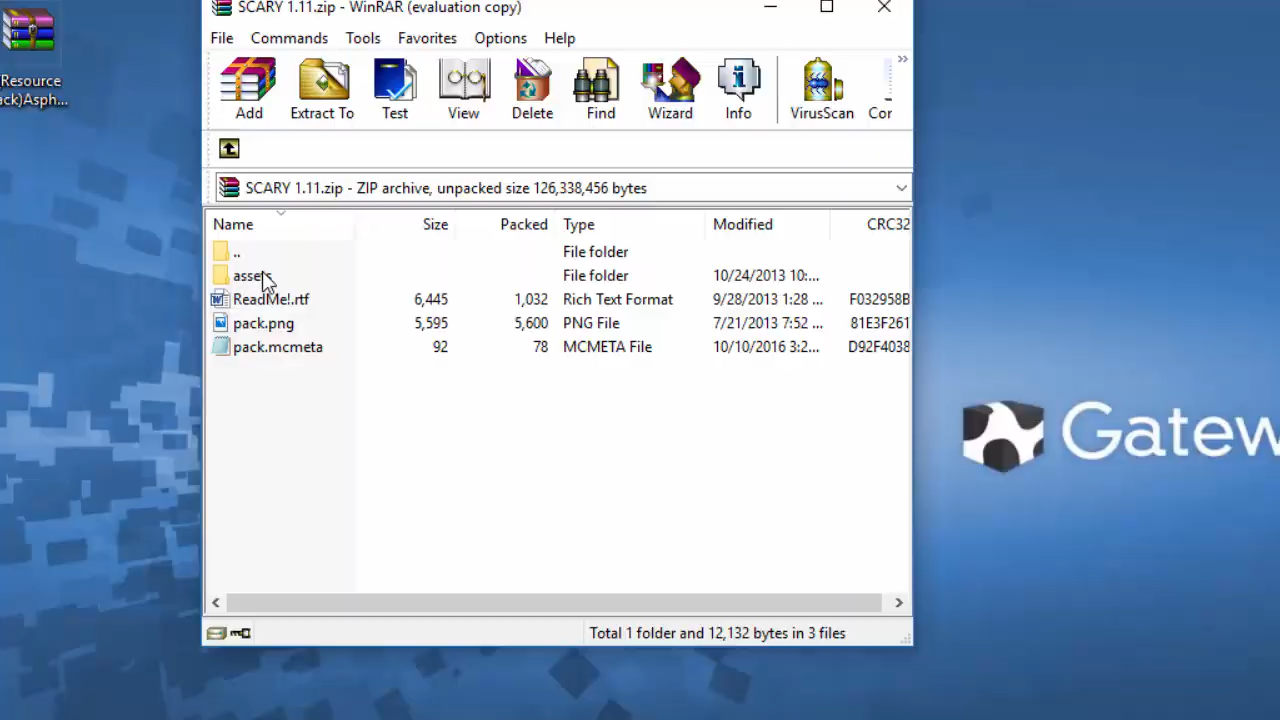 SCARY 1.11.zip - WinRAR (evaluation copy)
File Commands Tools Favorites Options Help
Add Extract To Test View Delete Find Wizard Info VirusScan Cor
Resource
ack)Asph...
SCARY 1.11.zip - ZIP archive, unpacked size 126,338,456 bytes
Name Size Packed Type Modified CRC32
.. File folder
assets File folder 10/24/2013 10:...
ReadMe!.rtf 6,445 1,032 Rich Text Format 9/28/2013 1:28 ... F032958B
pack.png 5,595 5,600 PNG File 7/21/2013 7:52 ... 81E3F261
pack.mcmeta 92 78 MCMETA File 10/10/2016 3:2... D92F4038
Gatew
Total 1 folder and 12,132 bytes in 3 files